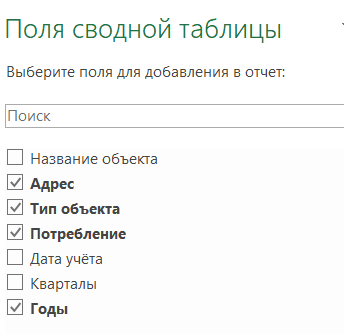 Поля сводной таблицы
Выберите поля для добавления в отчет:
Поиск
Название объекта
Адрес
Тип объекта
Потребление
Дата учёта
Кварталы
Годы